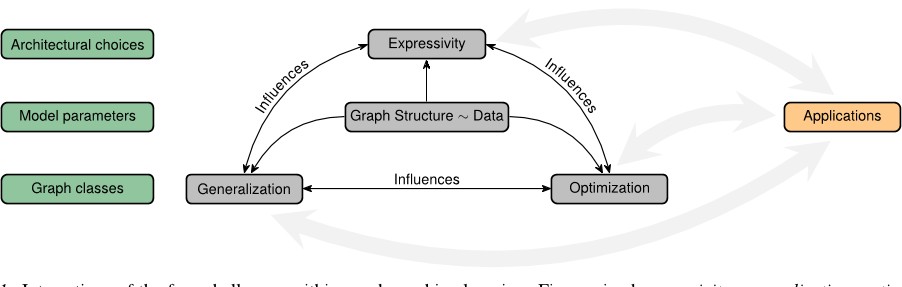 Architectural choices
Expressivity
Influences
Influences
Model parameters
Graph Structure ∼ Data
Applications
Graph classes
Generalization
Influences
Optimization